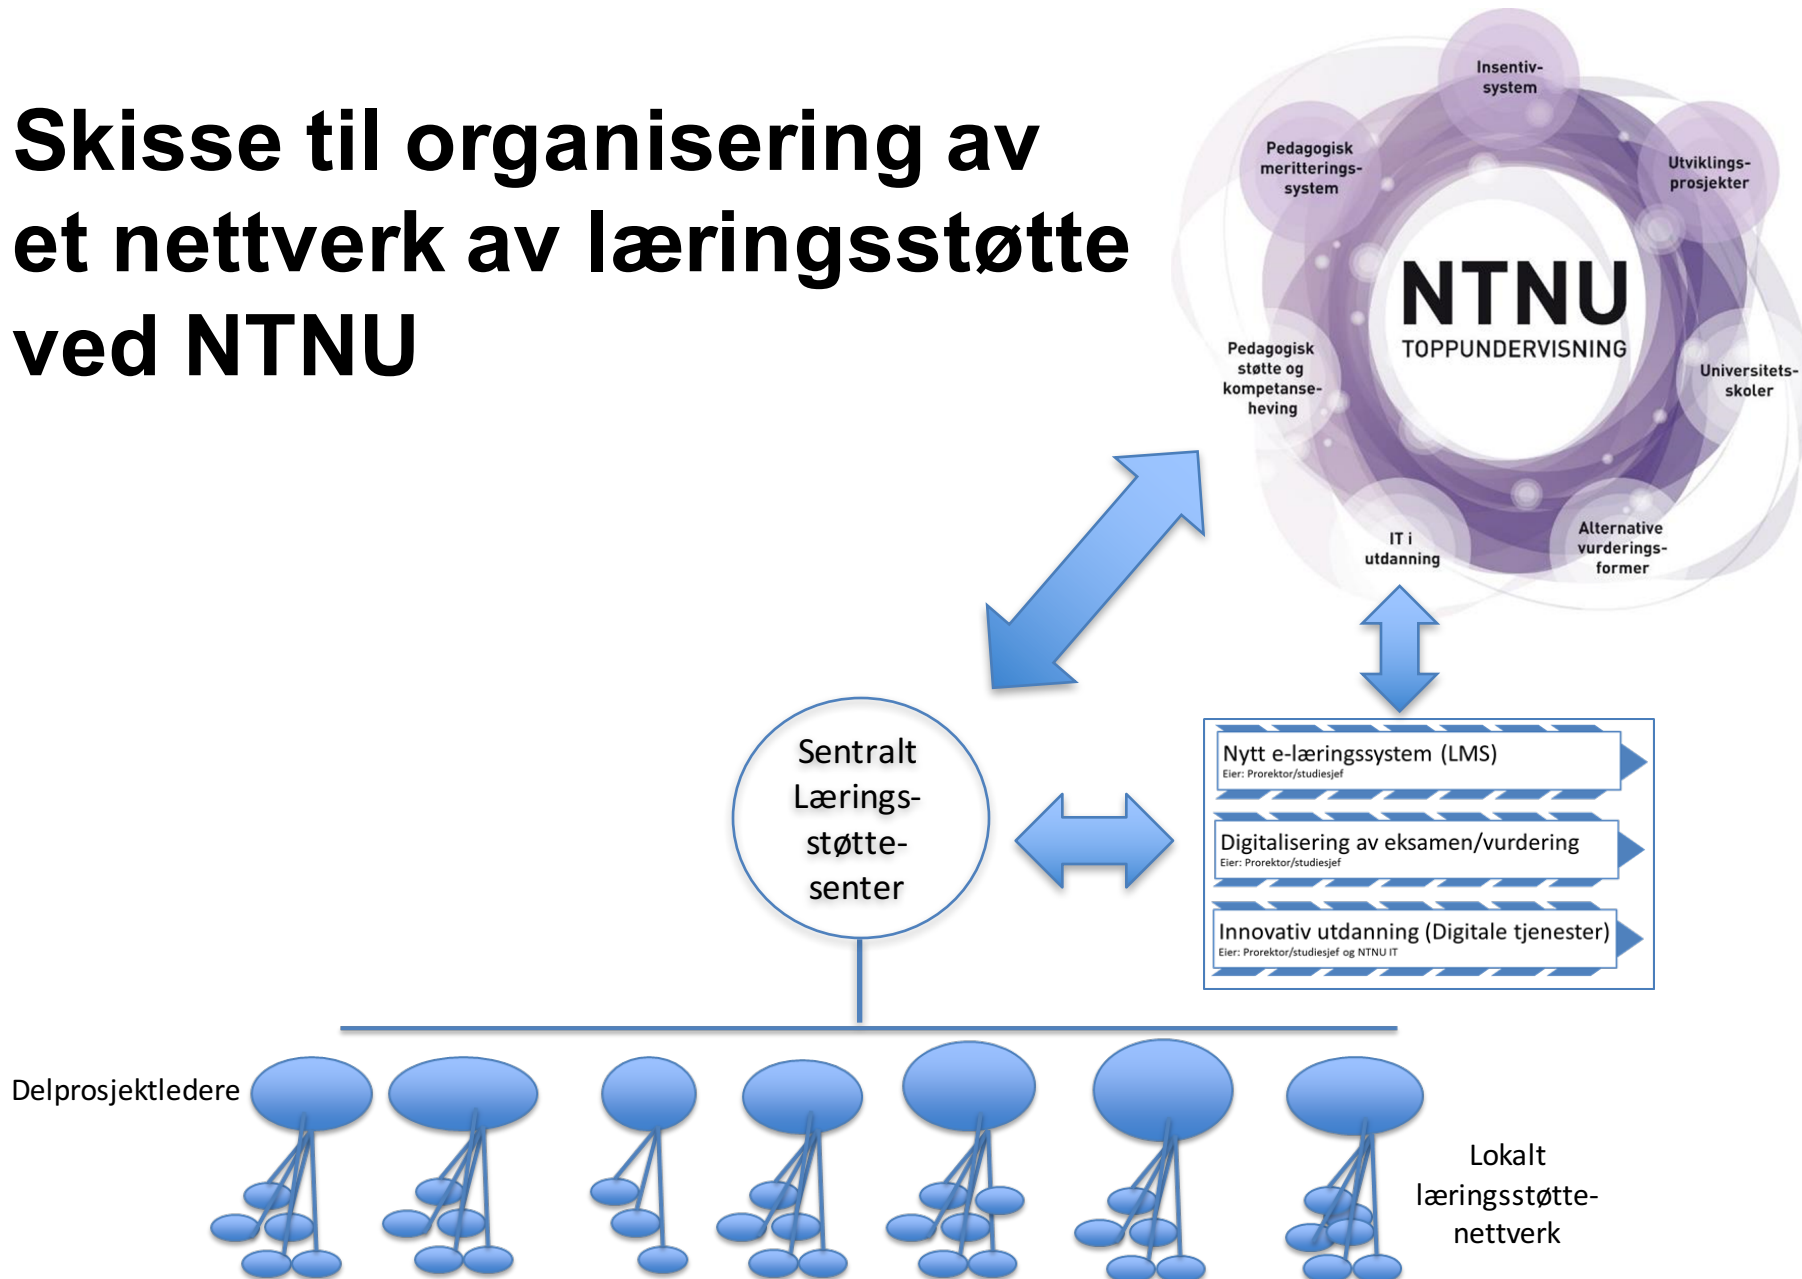 Skisse til organisering av
et nettverk av læringsstøtte
ved NTNU
Insentiv-
system
Pedagogisk
meritterings-
system
Utviklings-
prosjekter
NTNU
TOPPUNDERVISNING
Pedagogisk
støtte og
kompetanse-
heving
Universitets-
skoler
IT i
utdanning
Alternative
vurderings-
former
Sentralt
Lærings-
støtte-
senter
Nytt e-læringssystem (LMS)
Eier: Prorektor/studiesjef
Digitalisering av eksamen/vurdering
Eier: Prorektor/studiesjef
Innovativ utdanning (Digitale tjenester)
Eier: Prorektor/studiesjef og NTNU IT
Delprosjektledere
Lokalt
læringsstøtte-
nettverk